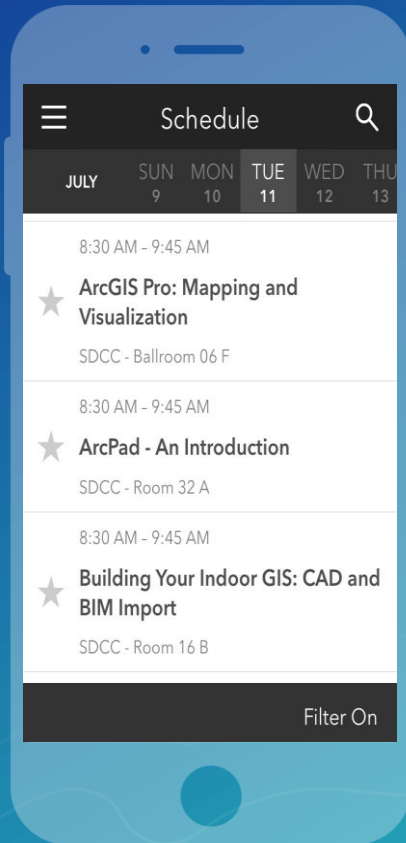 Schedule
JULY
SUN MON TUE WED THU
9 10 11 12 13
8:30 AM – 9:45 AM
ArcGIS Pro: Mapping and
Visualization
SDCC - Ballroom 06 F
8:30 AM – 9:45 AM
ArcPad - An Introduction
SDCC - Room 32 A
8:30 AM – 9:45 AM
Building Your Indoor GIS: CAD and
BIM Import
SDCC - Room 16 B
Filter On